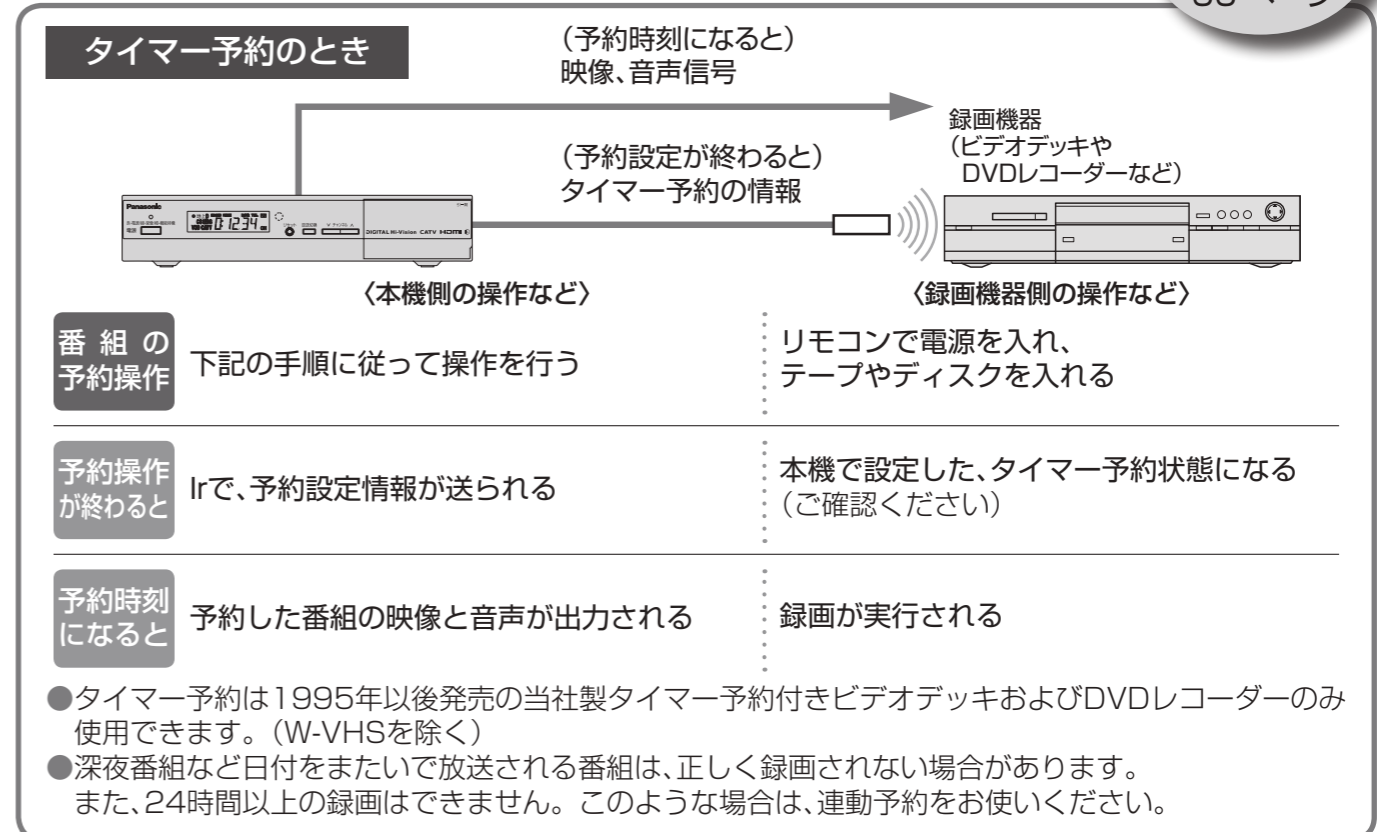 タイマー予約のとき
（予約時刻になると）
映像、音声信号
（予約設定が終わると）
タイマー予約の情報
録画機器
（ビデオデッキや
DVDレコーダーなど）
Panasonic
電源
DIGITAL Hi-Vision CATV HDMI
〈本機側の操作など〉
〈録画機器側の操作など〉
番組の
予約操作
下記の手順に従って操作を行う
リモコンで電源を入れ、
テープやディスクを入れる
予約操作
が終わると
Irで、予約設定情報が送られる
本機で設定した、タイマー予約状態になる
（ご確認ください）
予約時刻
になると
予約した番組の映像と音声が出力される
録画が実行される
●タイマー予約は1995年以後発売の当社製タイマー予約付きビデオデッキおよびDVDレコーダーのみ
使用できます。（W-VHSを除く）
●深夜番組など日付をまたいで放送される番組は、正しく録画されない場合があります。
また、24時間以上の録画はできません。このような場合は、連動予約をお使いください。